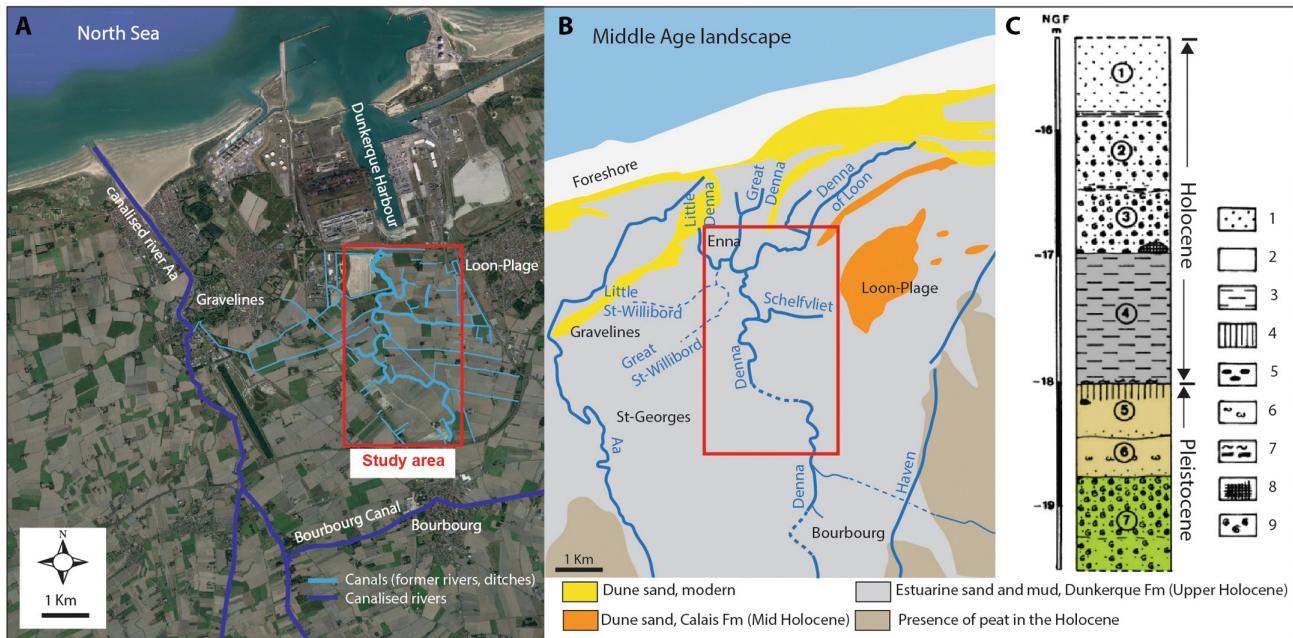 A
North Sea
Dunkerque Harbour
canalised river Aa
Gravelines
Loon-Plage
Study area
Bourbourg Canal
Bourbourg
N
1 Km
Canals (former rivers, ditches)
Canalised rivers
B
Middle Age landscape
Foreshore
Little
Denna
Great
Denna
Denna
of Loon
Enna
Little
St-Willibord
Gravelines
Great
St-Willibord
Schelfvliet
Loon-Plage
Denna
St-Georges
Aa
Denna
Haven
Bourbourg
1 Km
Dune sand, modern
Dune sand, Calais Fm (Mid Holocene)
Estuarine sand and mud, Dunkerque Fm (Upper Holocene)
Presence of peat in the Holocene
C
NGF
m
-16
-17
-18
-19
1
2
3
4
5
6
7
Holocene
Pleistocene
1
2
3
4
5
6
7
8
9